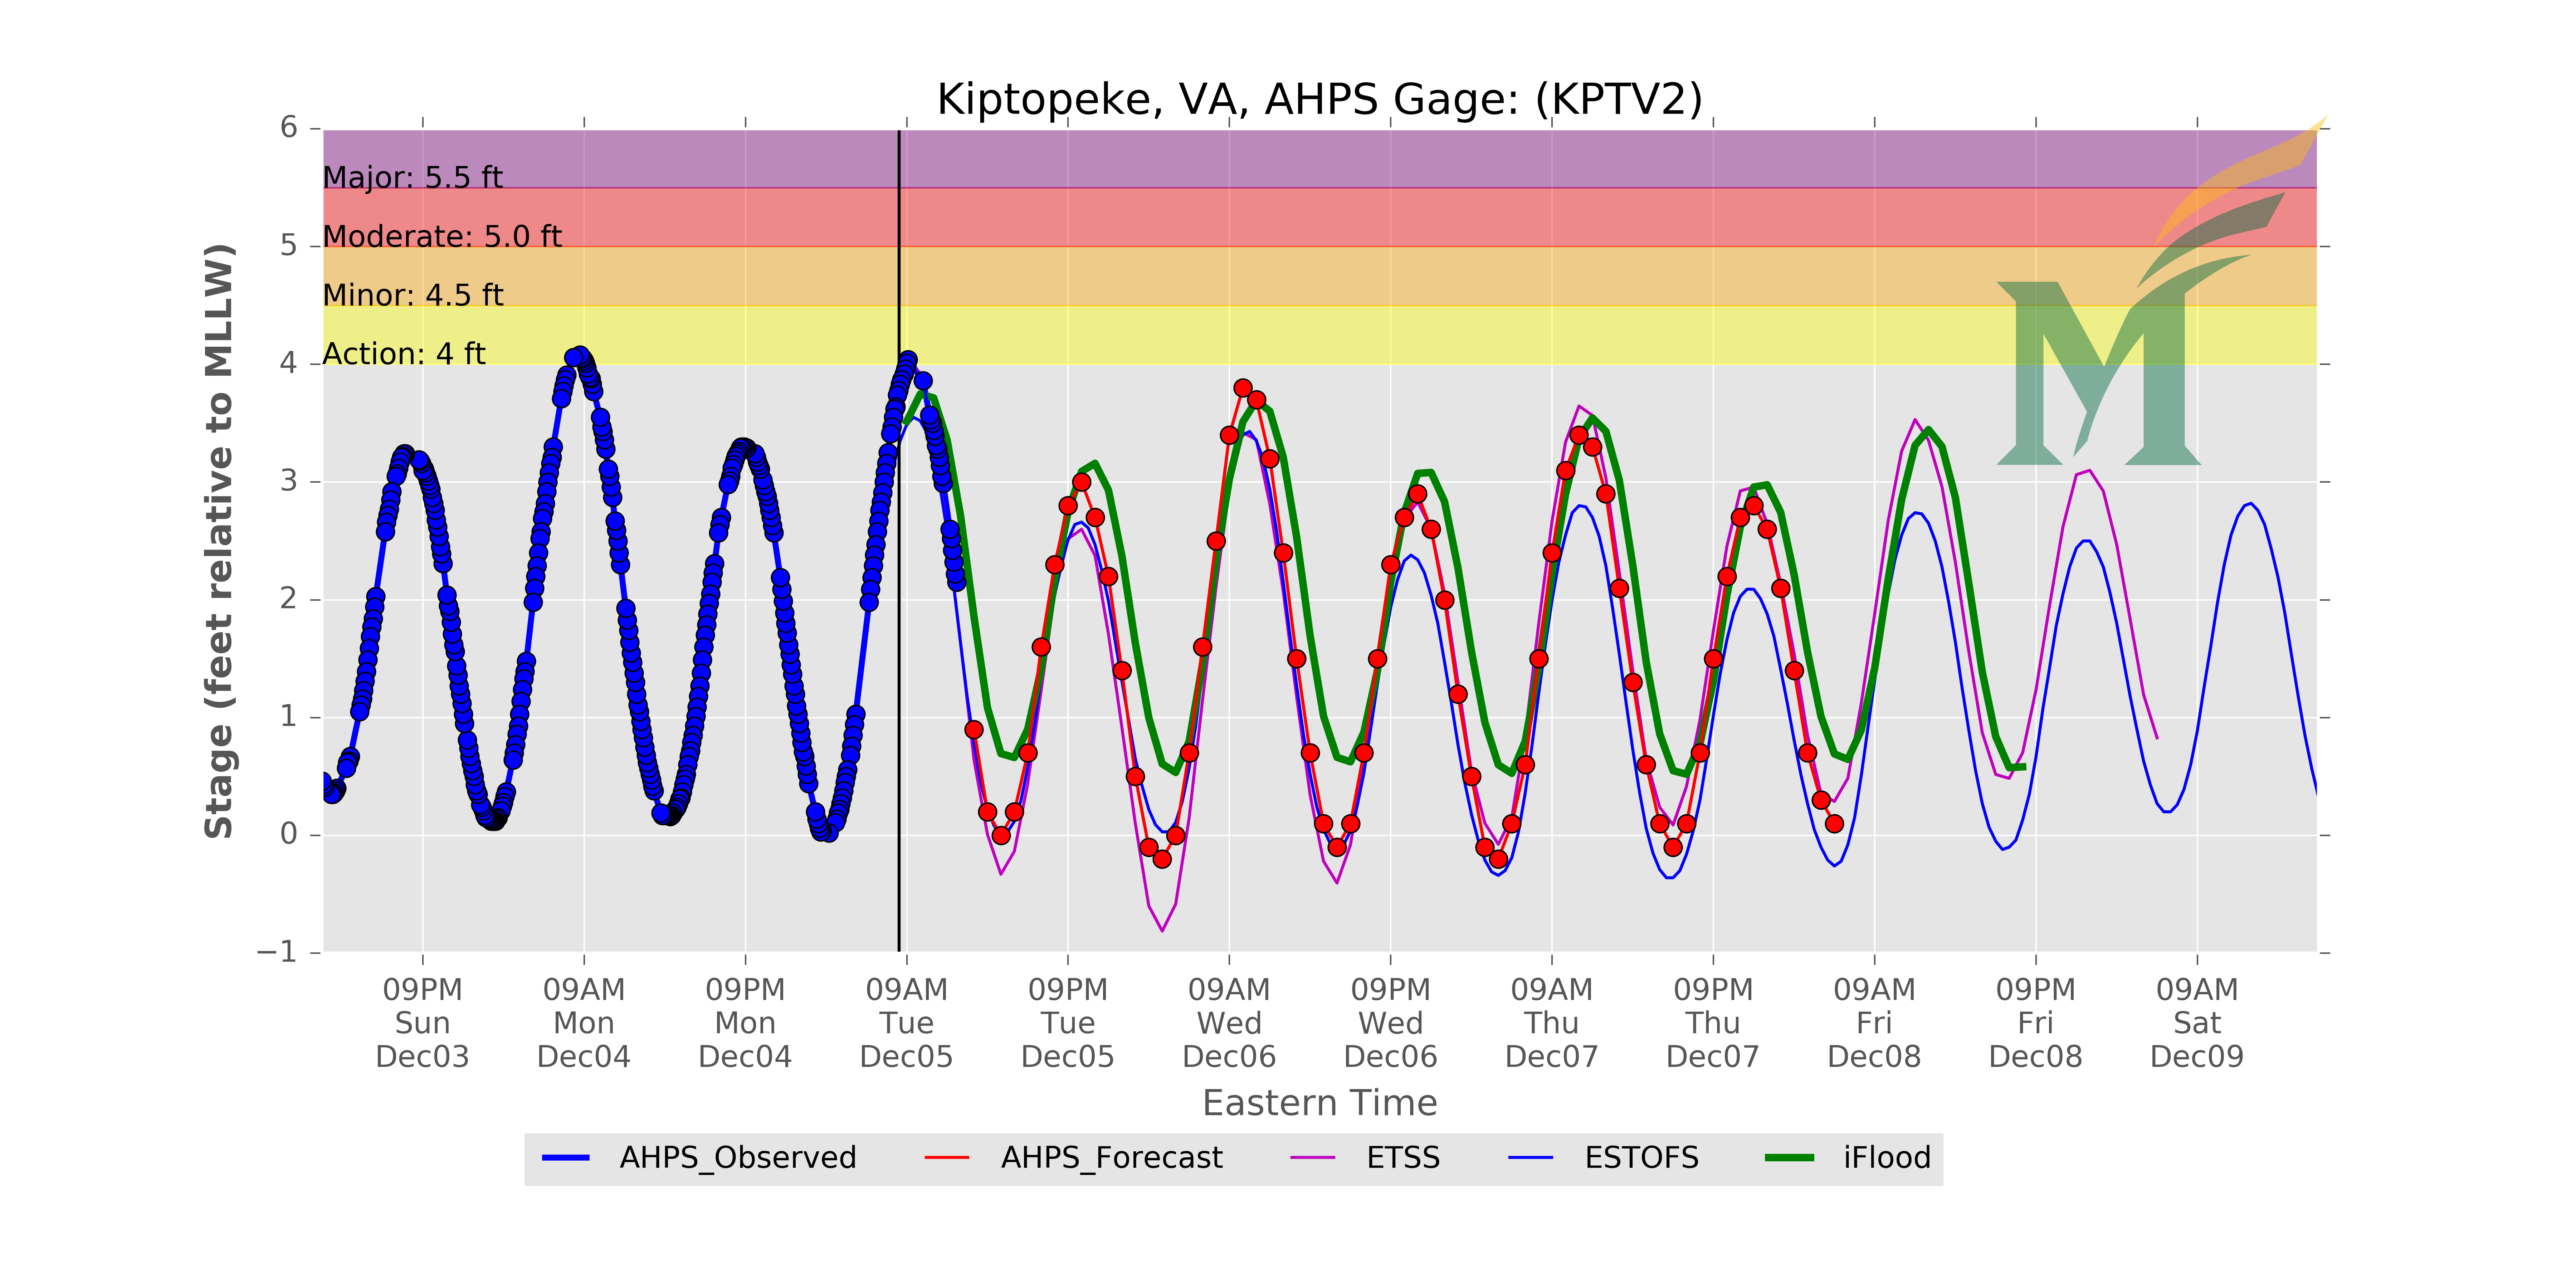 Kiptopeke, VA, AHPS Gage: (KPTV2)
Stage (feet relative to MLLW)
6
5
4
3
2
1
0
−1
Major: 5.5 ft
Moderate: 5.0 ft
Minor: 4.5 ft
Action: 4 ft
M
09PM 09AM 09PM 09AM 09PM 09AM 09PM 09AM 09PM 09AM 09PM 09AM
Sun Mon Mon Tue Tue Wed Wed Thu Thu Fri Fri Sat
Dec03 Dec04 Dec04 Dec05 Dec05 Dec06 Dec06 Dec07 Dec07 Dec08 Dec08 Dec09
Eastern Time
AHPS_Observed AHPS_Forecast ETSS ESTOFS iFlood